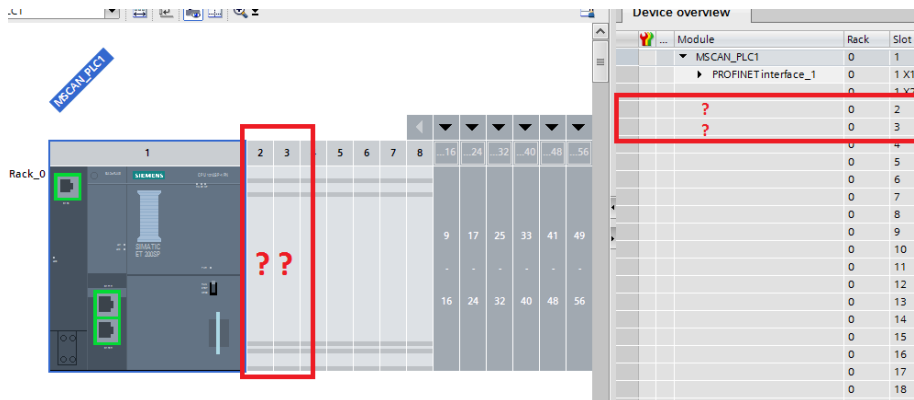 Device overview
... Module Rack Slot
MSCAN_PLC1 0 1
PROFINET interface_1 0 1 X1
? 0 2
? 0 3
0 5
0 6
0 7
0 8
0 9
0 10
0 11
0 12
0 13
0 14
0 15
0 16
0 17
0 18
MSCAN_PLC1
1 2 3 5 6 7 8 ...16 ...24 ...32 ...40 ...48 ...56
Rack_0
SIEMENS
SIMATIC
ET 200SP
? ?
9 17 25 33 41 49
- - - - - -
16 24 32 40 48 56